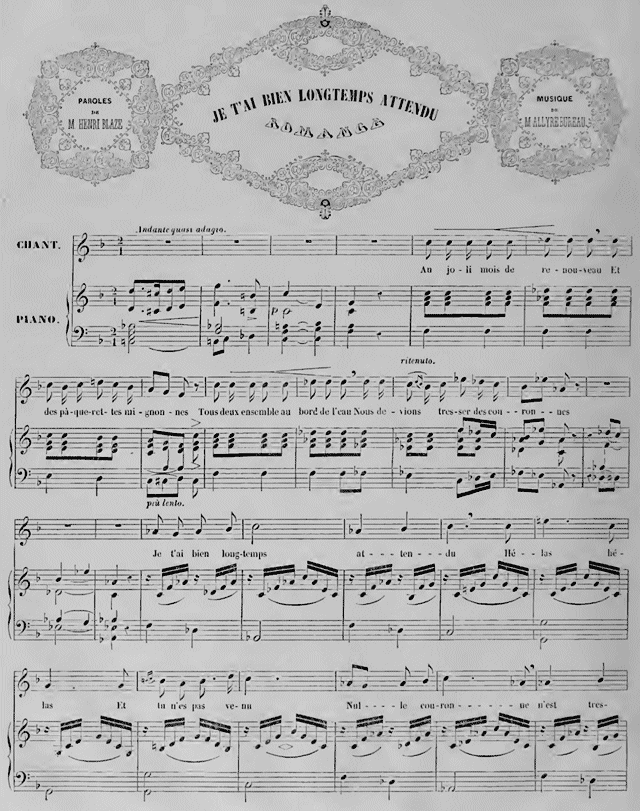 PAROLES
DE
M. HENRI BLAZE
JE T'AI BIEN LONGTEMPS ATTENDU
ROMANCE
MUSIQUE
DE
M ALLYRE BUREAU.
Andante quasi adagio.
CHANT.
Au jo-li mois de re-nou-veau Et
PIANO.
ritenuto.
des pâ-que-ret-tes mi-gnon-nes Tous deux ensemble au bord de l'eau Nous de-vions tres-ser des cou-ron-nes
più lento.
Je t'ai bien long-temps at-ten-du Hé-las hé-
las Et tu n'es pas venu Nul-le couron-ne n'est tres-